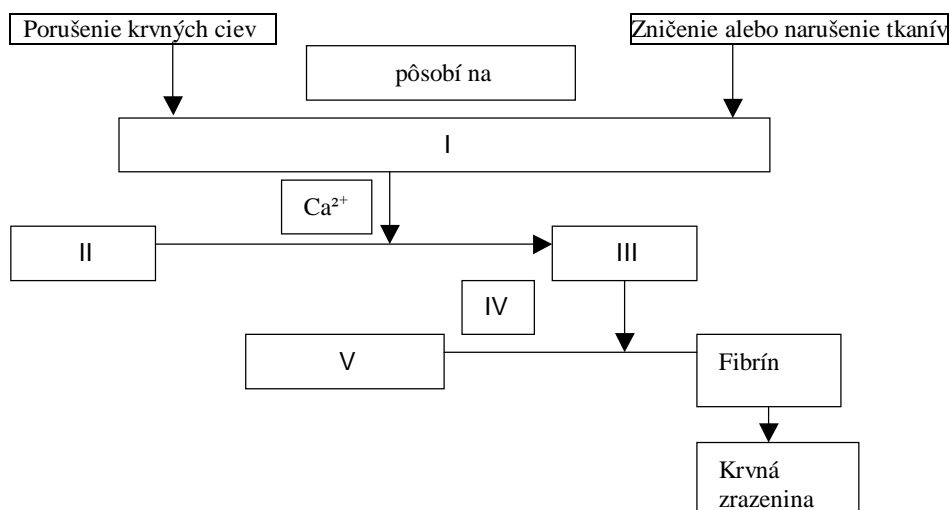 Porušenie krvných ciev
Zničenie alebo narušenie tkanív
pôsobí na
I
Ca²⁺
II
III
IV
V
Fibrín
Krvná
zrazenina